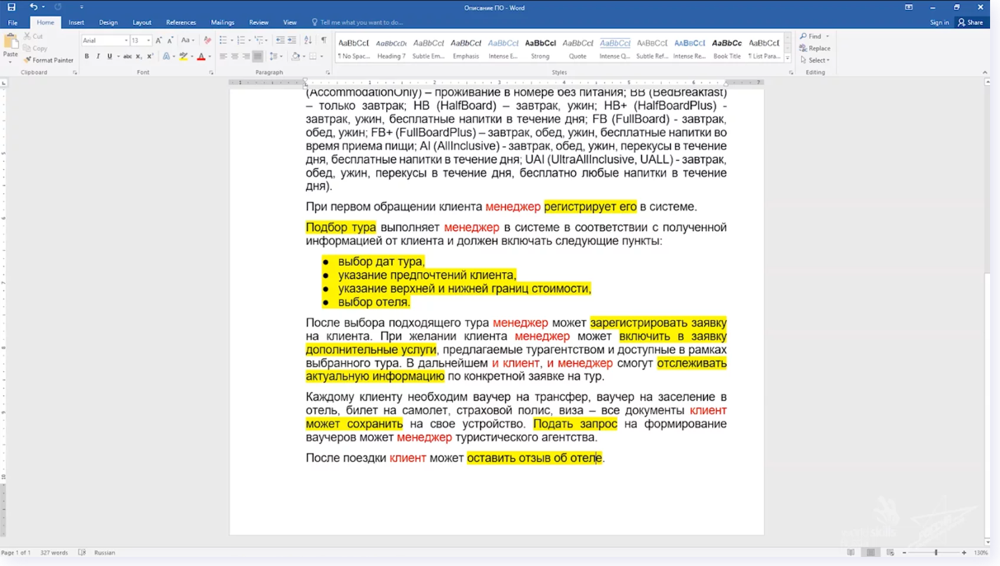 Описание ПО - Word
Sign in
Share
File
Home
Insert
Design
Layout
References
Mailings
Review
View
Tell me what you want to do...
Paste
Cut
Copy
Format Painter
Arial
13
AaBbCcI
AaBbCcDc
AaBbCcI
AaBbCcI
AaBbCcI
AaBbCcI
AaBbCcI
AaBbCcI
AABBCCI
AABBCCI
AaBbCc
AaBbCcI
¶ No Spac...
Heading 7
Subtle Em...
Emphasis
Intense E...
Strong
Quote
Intense Q...
Subtle Ref...
Intense Re...
Book Title
¶ List Para...
Find
Replace
Select
Clipboard
Font
Paragraph
Styles
Editing
(AccommodationOnly) – проживание в номере без питания; BB (BedBreakfast)
– только завтрак; HB (HalfBoard) – завтрак, ужин; HB+ (HalfBoardPlus) -
завтрак, ужин, бесплатные напитки в течение дня; FB (FullBoard) - завтрак,
обед, ужин; FB+ (FullBoardPlus) – завтрак, обед, ужин, бесплатные напитки во
время приема пищи; AI (AllInclusive) - завтрак, обед, ужин, перекусы в течение
дня, бесплатные напитки в течение дня; UAI (UltraAllInclusive, UALL) - завтрак,
обед, ужин, перекусы в течение дня, бесплатно любые напитки в течение
дня).
При первом обращении клиента менеджер регистрирует его в системе.
Подбор тура выполняет менеджер в системе в соответствии с полученной
информацией от клиента и должен включать следующие пункты:
● выбор дат тура,
● указание предпочтений клиента,
● указание верхней и нижней границ стоимости,
● выбор отеля.
После выбора подходящего тура менеджер может зарегистрировать заявку
на клиента. При желании клиента менеджер может включить в заявку
дополнительные услуги, предлагаемые турагентством и доступные в рамках
выбранного тура. В дальнейшем и клиент, и менеджер смогут отслеживать
актуальную информацию по конкретной заявке на тур.
Каждому клиенту необходим ваучер на трансфер, ваучер на заселение в
отель, билет на самолет, страховой полис, виза – все документы клиент
может сохранить на свое устройство. Подать запрос на формирование
ваучеров может менеджер туристического агентства.
После поездки клиент может оставить отзыв об отеле.
Page 1 of 1
327 words
Russian
130%